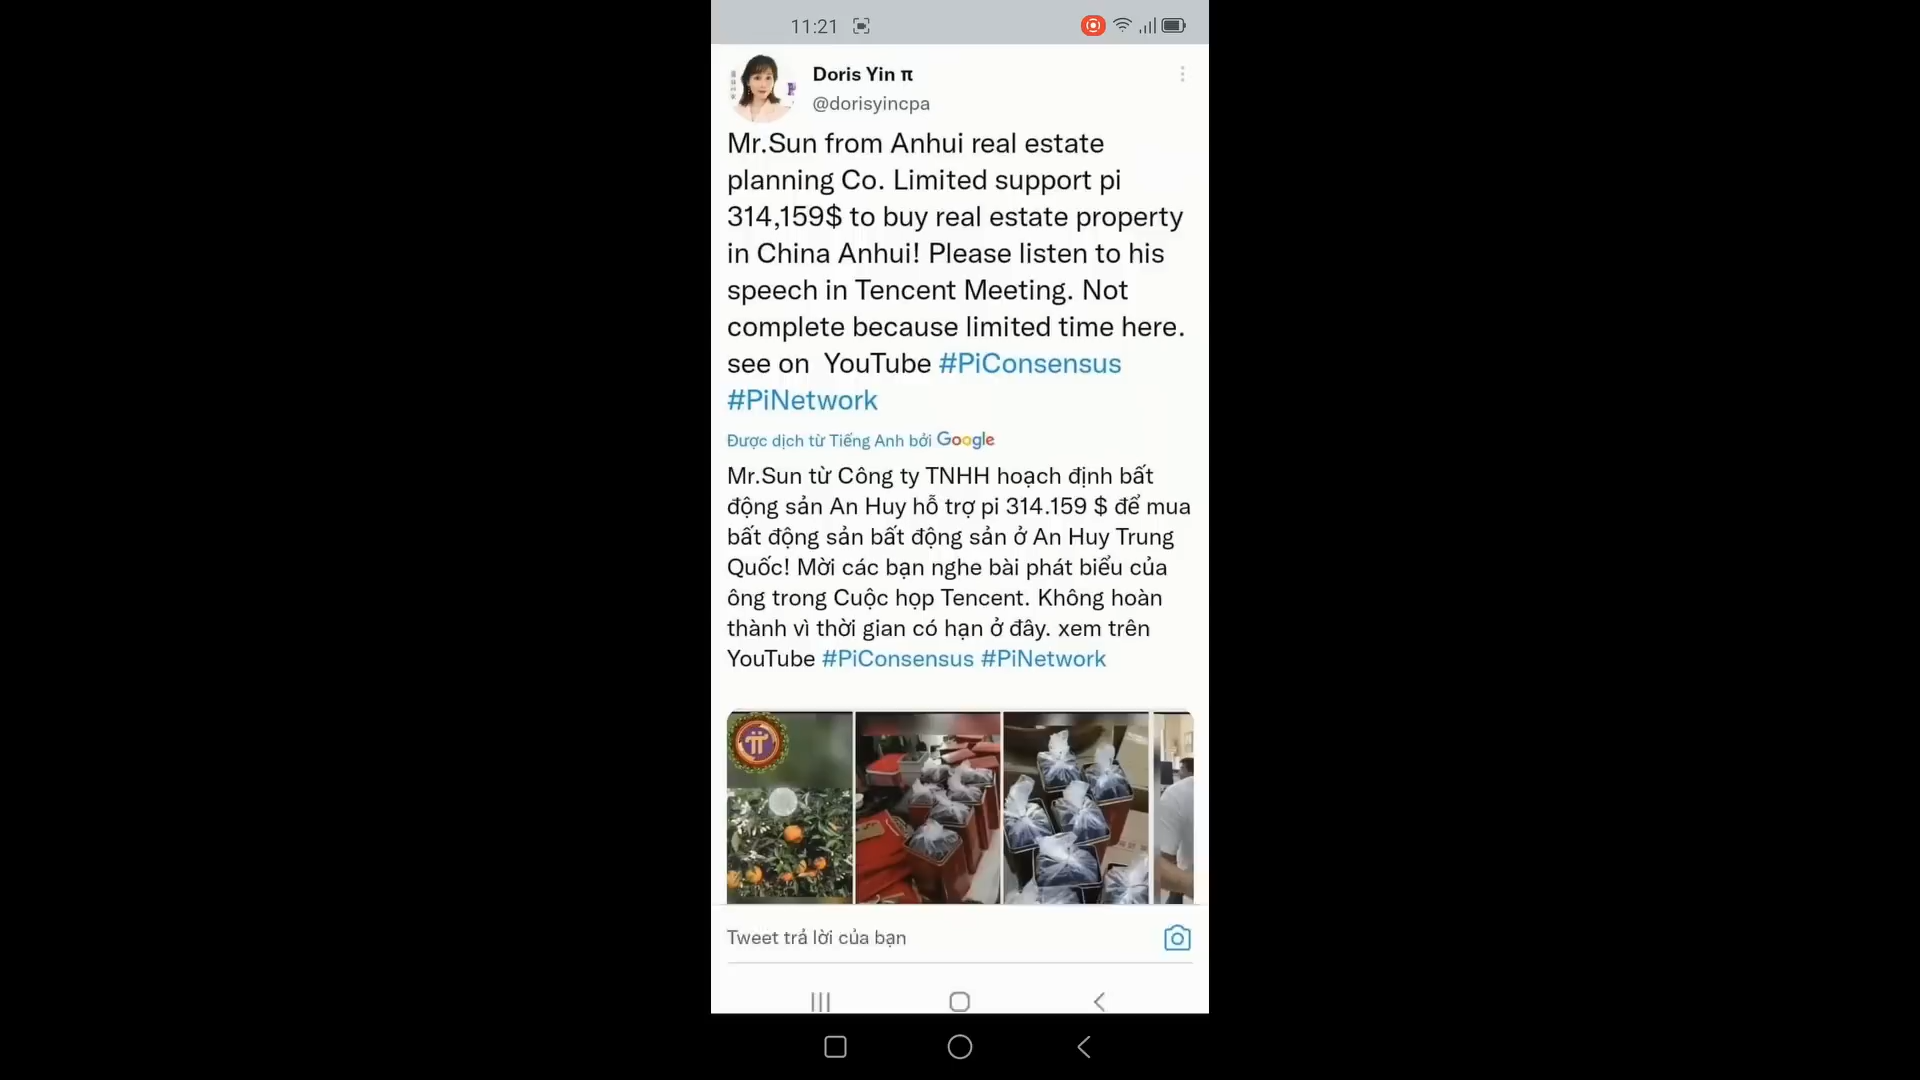 11:21
Doris Yin π
@dorisyincpa
Mr.Sun from Anhui real estate
planning Co. Limited support pi
314,159$ to buy real estate property
in China Anhui! Please listen to his
speech in Tencent Meeting. Not
complete because limited time here.
see on  YouTube #PiConsensus
#PiNetwork
Được dịch từ Tiếng Anh bởi Google
Mr.Sun từ Công ty TNHH hoạch định bất
động sản An Huy hỗ trợ pi 314.159 $ để mua
bất động sản bất động sản ở An Huy Trung
Quốc! Mời các bạn nghe bài phát biểu của
ông trong Cuộc họp Tencent. Không hoàn
thành vì thời gian có hạn ở đây. xem trên
YouTube #PiConsensus #PiNetwork
Tweet trả lời của bạn